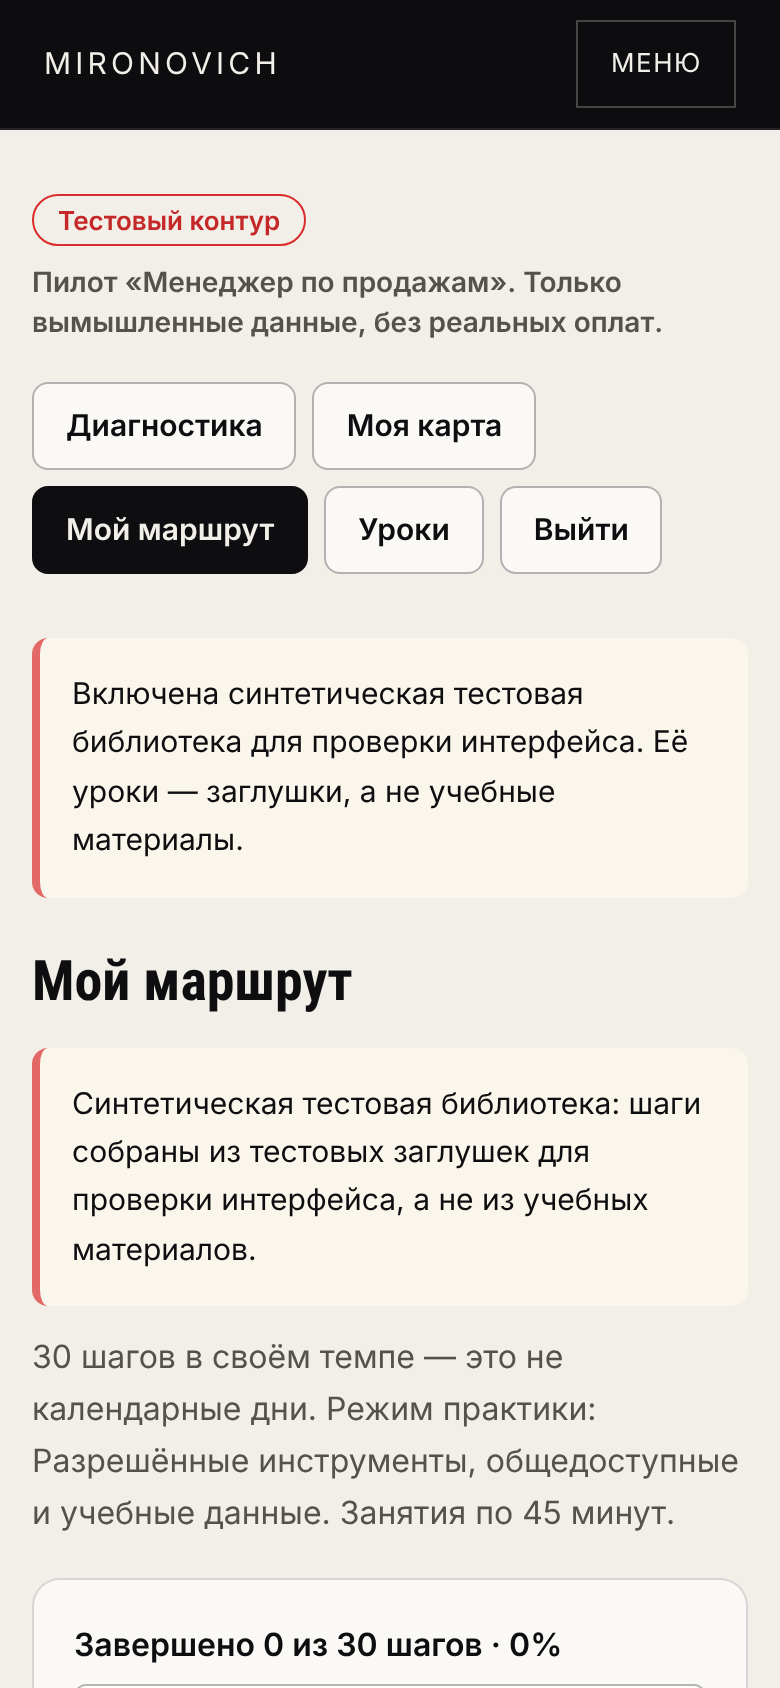 MIRONOVICH
МЕНЮ
Тестовый контур
Пилот «Менеджер по продажам». Только
вымышленные данные, без реальных оплат.
Диагностика
Моя карта
Мой маршрут
Уроки
Выйти
Включена синтетическая тестовая
библиотека для проверки интерфейса. Её
уроки — заглушки, а не учебные
материалы.
Мой маршрут
Синтетическая тестовая библиотека: шаги
собраны из тестовых заглушек для
проверки интерфейса, а не из учебных
материалов.
30 шагов в своём темпе — это не
календарные дни. Режим практики:
Разрешённые инструменты, общедоступные
и учебные данные. Занятия по 45 минут.
Завершено 0 из 30 шагов · 0%